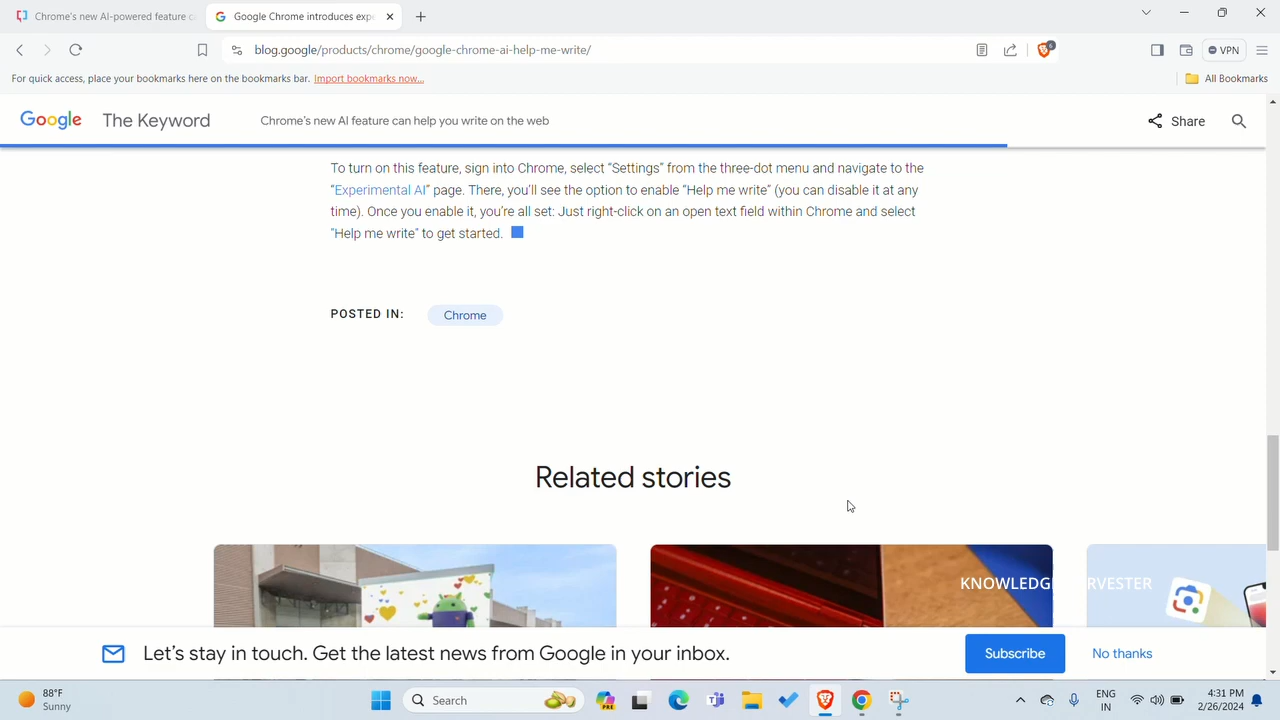 Chrome's new AI-powered feature c
Google Chrome introduces expe
blog.google/products/chrome/google-chrome-ai-help-me-write/
6
VPN
For quick access, place your bookmarks here on the bookmarks bar. Import bookmarks now...
All Bookmarks
Google The Keyword
Chrome's new AI feature can help you write on the web
Share
To turn on this feature, sign into Chrome, select “Settings” from the three-dot menu and navigate to the
“Experimental AI” page. There, you’ll see the option to enable “Help me write” (you can disable it at any
time). Once you enable it, you’re all set: Just right-click on an open text field within Chrome and select
“Help me write” to get started.
POSTED IN:
Chrome
Related stories
Let’s stay in touch. Get the latest news from Google in your inbox.
Subscribe
No thanks
88°F
Sunny
Search
PRE
ENG
IN
4:31 PM
2/26/2024